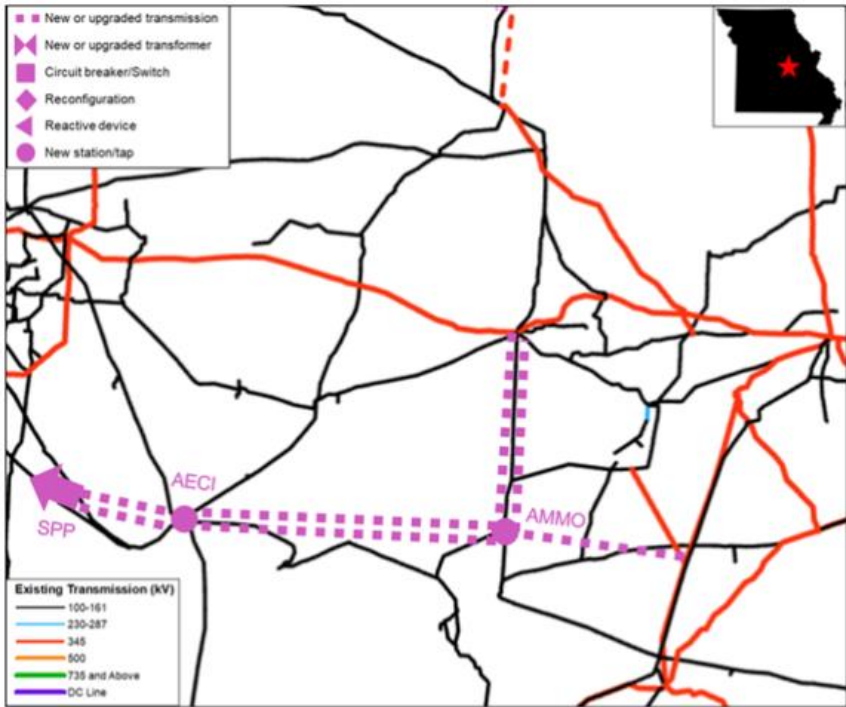 New or upgraded transmission
New or upgraded transformer
Circuit breaker/Switch
Reconfiguration
Reactive device
New station/tap
AECI
SPP
AMMO
Existing Transmission (kV)
100-161
230-287
345
500
735 and Above
DC Line